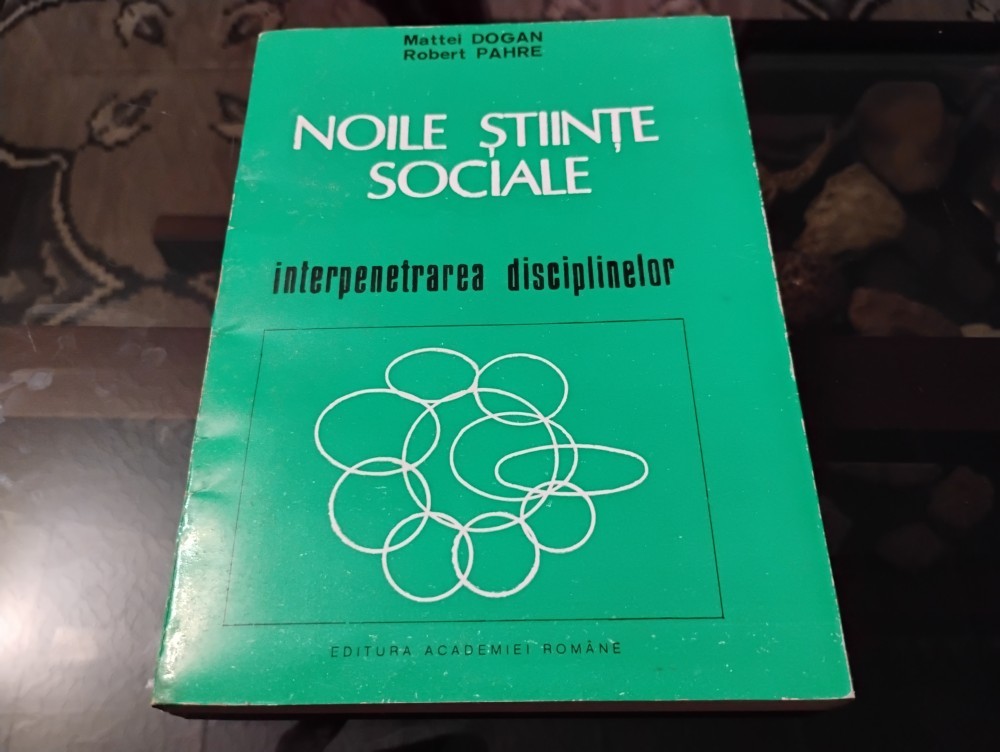 Mattei DOGAN
Robert PAHRE
NOILE ȘTIINȚE
SOCIALE
interpenetrarea disciplinelor
EDITURA ACADEMIEI ROMÂNE